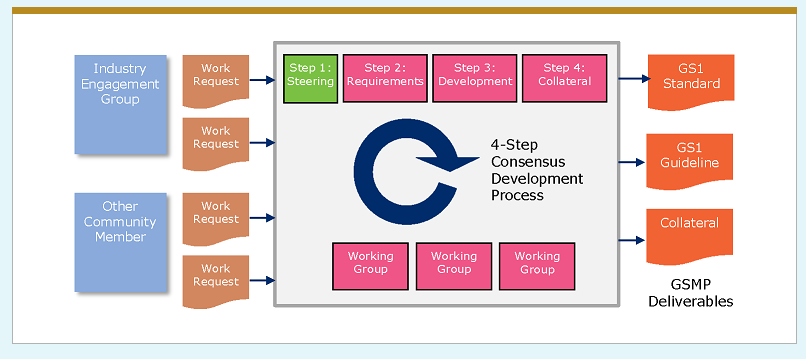 Industry
Engagement
Group
Work
Request
Work
Request
Other
Community
Member
Work
Request
Work
Request
Step 1:
Steering
Step 2:
Requirements
Step 3:
Development
Step 4:
Collateral
4-Step
Consensus
Development
Process
Working
Group
Working
Group
Working
Group
GS1
Standard
GS1
Guideline
Collateral
GSMP
Deliverables